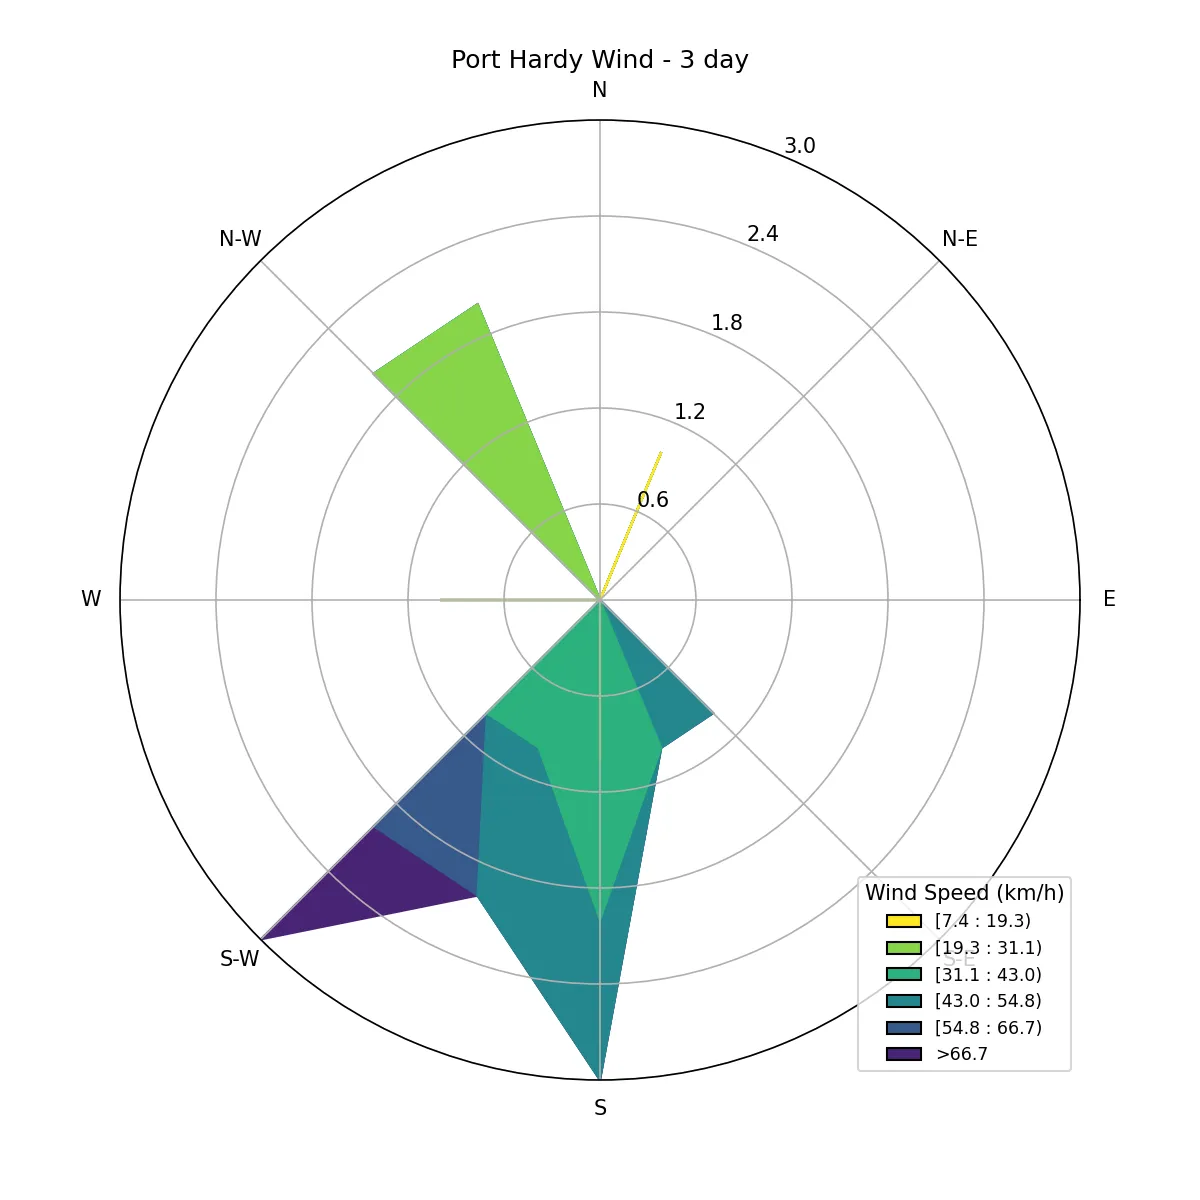 Port Hardy Wind - 3 day
N
3.0
N-W
2.4
N-E
1.8
1.2
0.6
W
E
S-W
S-E
S
Wind Speed (km/h)
[7.4 : 19.3)
[19.3 : 31.1)
[31.1 : 43.0)
[43.0 : 54.8)
[54.8 : 66.7)
>66.7